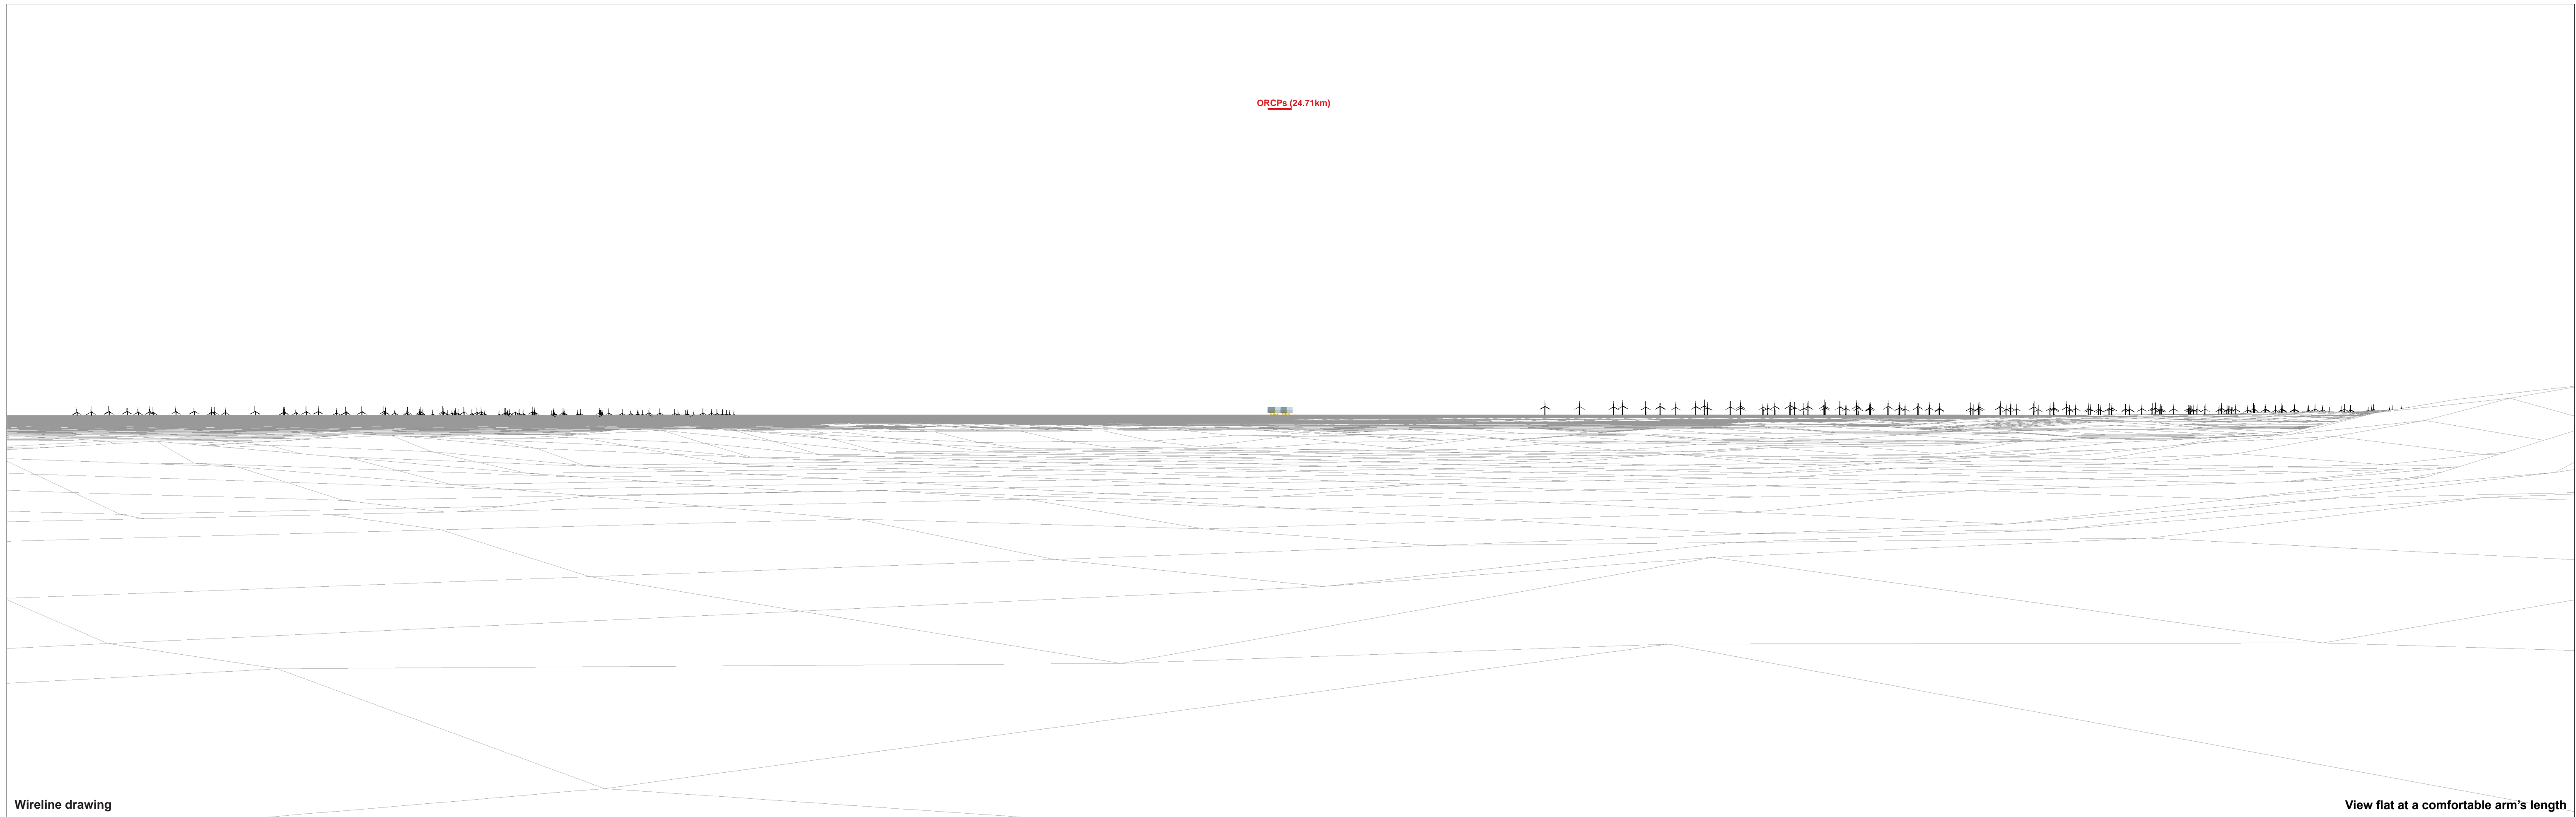 ORCPs (24.71km)
Wireline drawing
View flat at a comfortable arm’s length